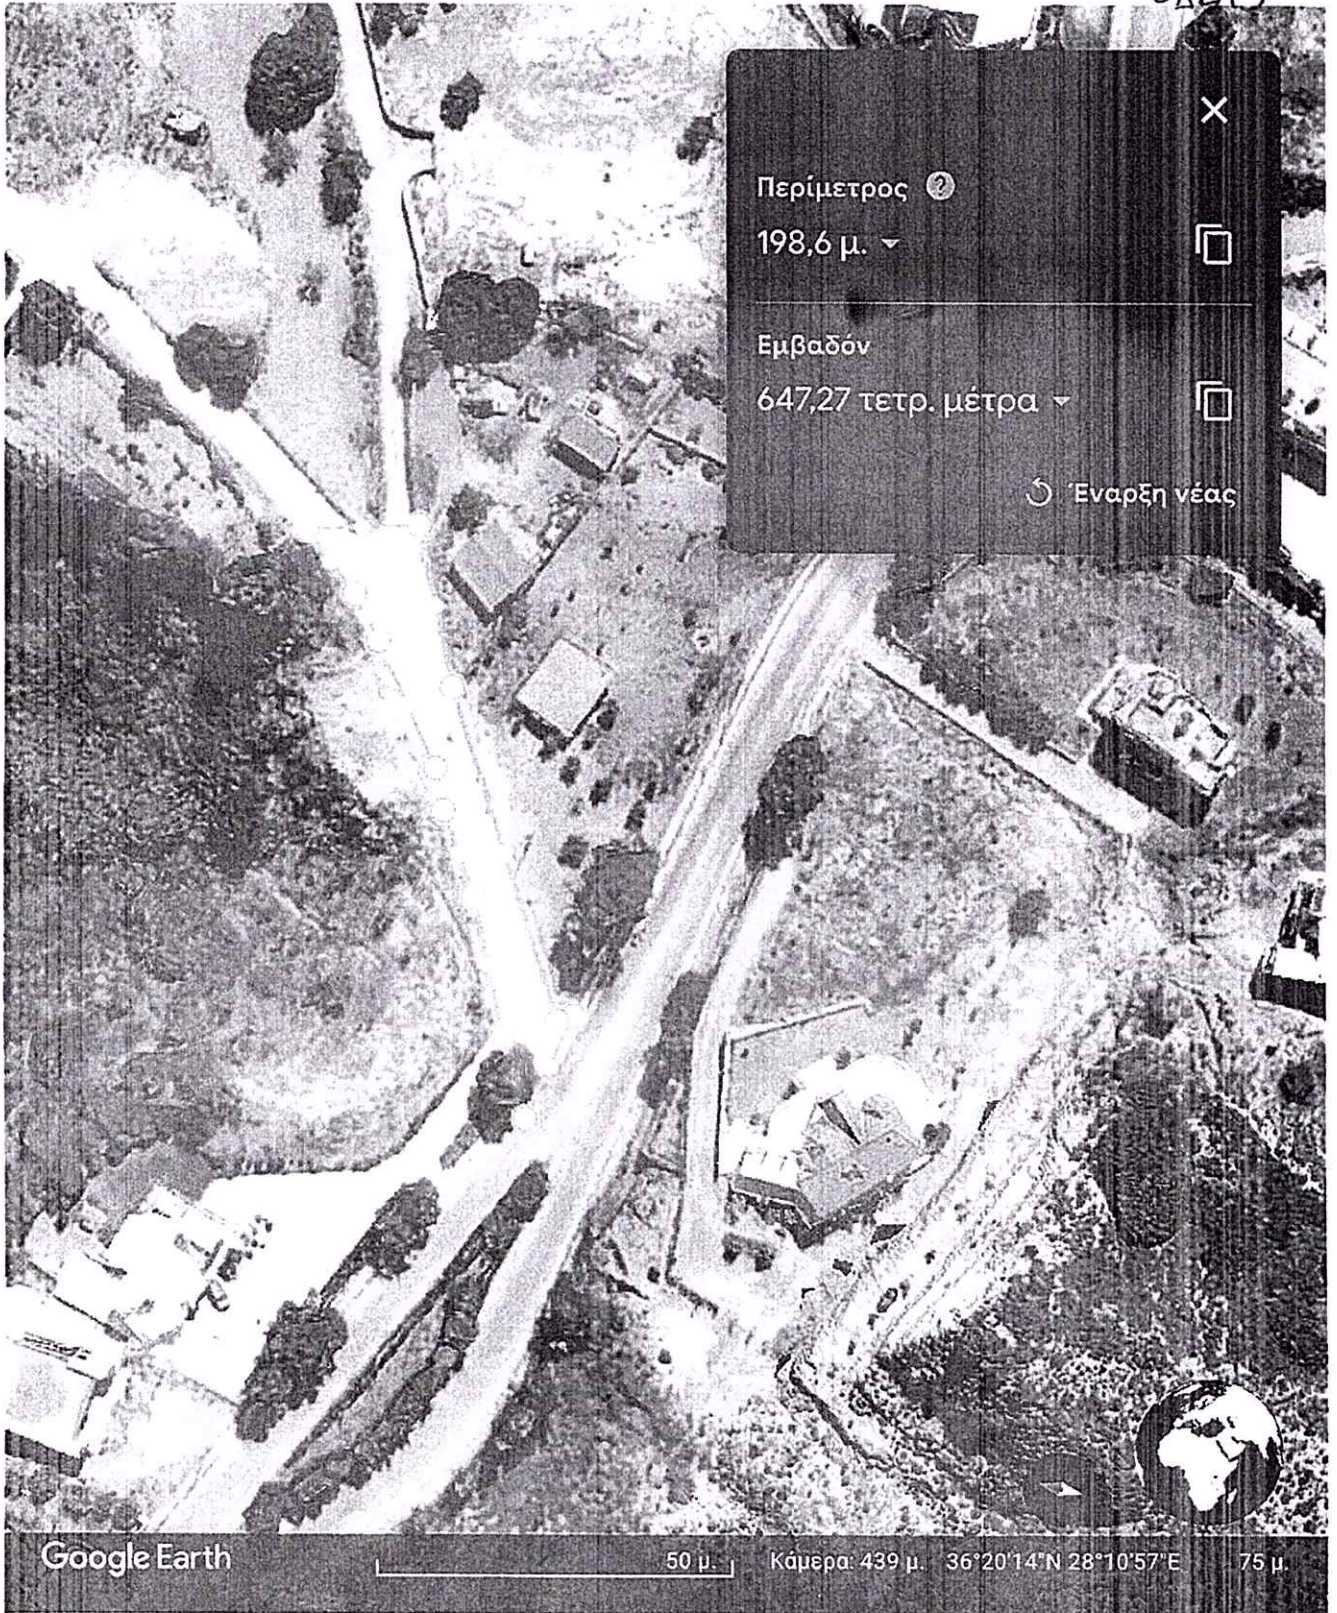 Περίμετρος ?
198,6 μ.
Εμβαδόν
647,27 τετρ. μέτρα
Έναρξη νέας
Google Earth 50 μ. Κάμερα: 439 μ. 36°20'14"N 28°10'57"E 75 μ.